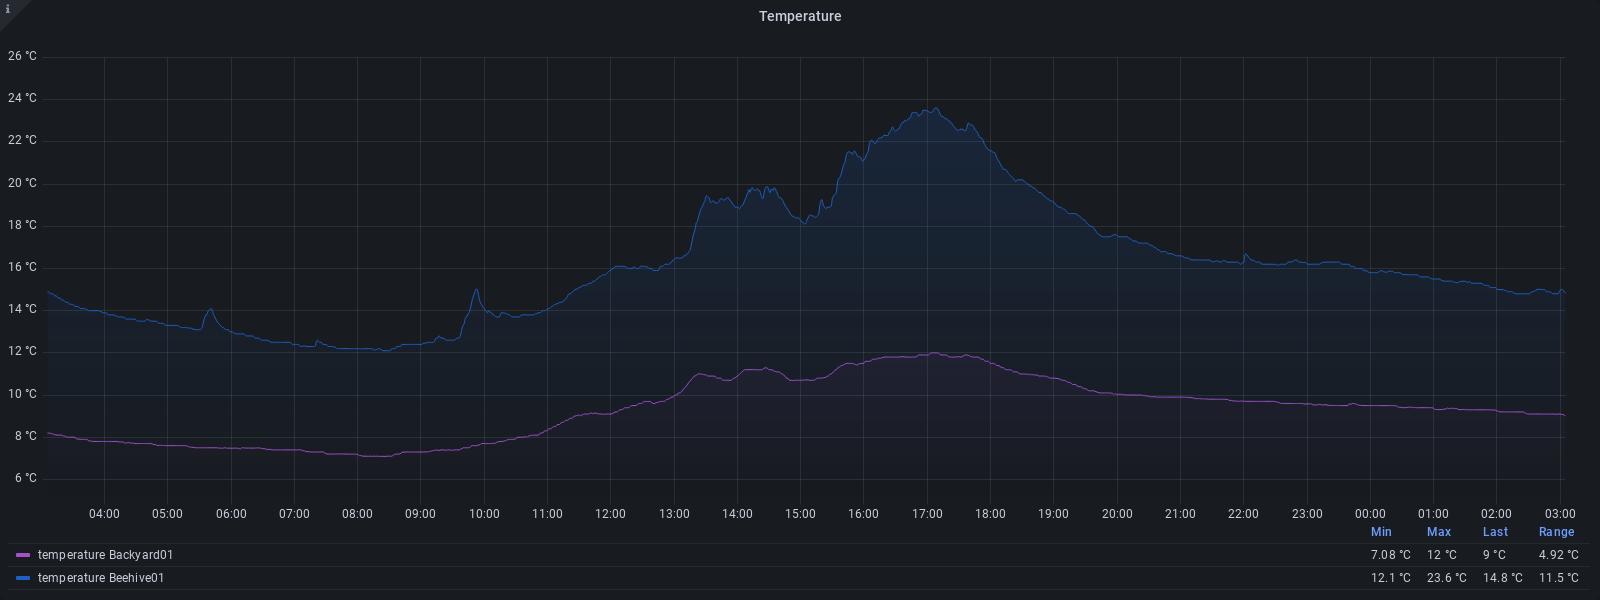 i
Temperature
26 °C
24 °C
22 °C
20 °C
18 °C
16 °C
14 °C
12 °C
10 °C
8 °C
6 °C
04:00 05:00 06:00 07:00 08:00 09:00 10:00 11:00 12:00 13:00 14:00 15:00 16:00 17:00 18:00 19:00 20:00 21:00 22:00 23:00 00:00 01:00 02:00 03:00
Min Max Last Range
temperature Backyard01 7.08 °C 12 °C 9 °C 4.92 °C
temperature Beehive01 12.1 °C 23.6 °C 14.8 °C 11.5 °C